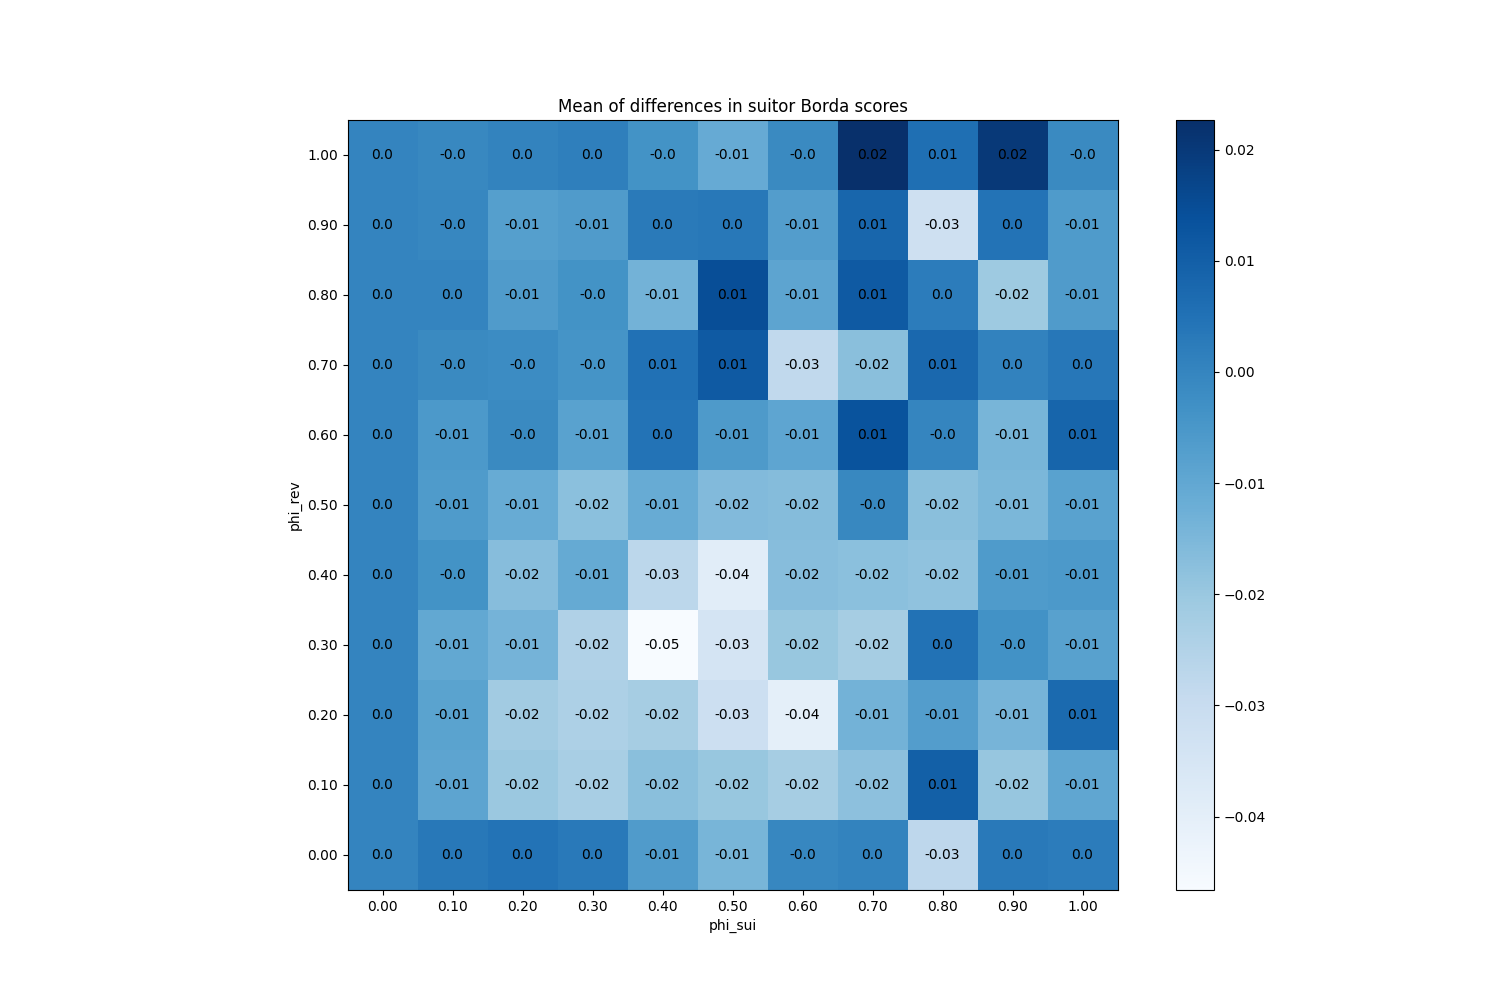 Mean of differences in suitor Borda scores
1.00 0.0 -0.0 0.0 0.0 -0.0 -0.01 -0.0 0.02 0.01 0.02 -0.0
0.90 0.0 -0.0 -0.01 -0.01 0.0 0.0 -0.01 0.01 -0.03 0.0 -0.01
0.80 0.0 0.0 -0.01 -0.0 -0.01 0.01 -0.01 0.01 0.0 -0.02 -0.01
0.70 0.0 -0.0 -0.0 -0.0 0.01 0.01 -0.03 -0.02 0.01 0.0 0.0
0.60 0.0 -0.01 -0.0 -0.01 0.0 -0.01 -0.01 0.01 -0.0 -0.01 0.01
0.50 0.0 -0.01 -0.01 -0.02 -0.01 -0.02 -0.02 -0.0 -0.02 -0.01 -0.01
0.40 0.0 -0.0 -0.02 -0.01 -0.03 -0.04 -0.02 -0.02 -0.02 -0.01 -0.01
0.30 0.0 -0.01 -0.01 -0.02 -0.05 -0.03 -0.02 -0.02 0.0 -0.0 -0.01
0.20 0.0 -0.01 -0.02 -0.02 -0.02 -0.03 -0.04 -0.01 -0.01 -0.01 0.01
0.10 0.0 -0.01 -0.02 -0.02 -0.02 -0.02 -0.02 -0.02 0.01 -0.02 -0.01
0.00 0.0 0.0 0.0 0.0 -0.01 -0.01 -0.0 0.0 -0.03 0.0 0.0
0.00 0.10 0.20 0.30 0.40 0.50 0.60 0.70 0.80 0.90 1.00
phi_sui
phi_rev
0.02
0.01
0.00
−0.01
−0.02
−0.03
−0.04